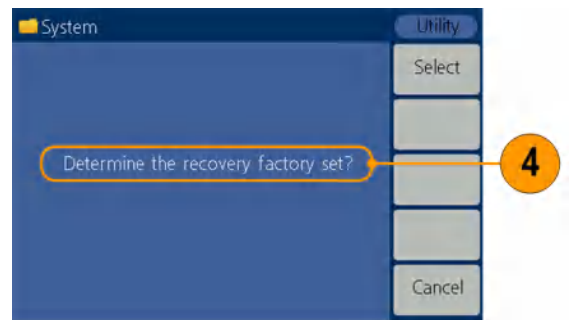 System
Utility
Select
Determine the recovery factory set?
4
Cancel